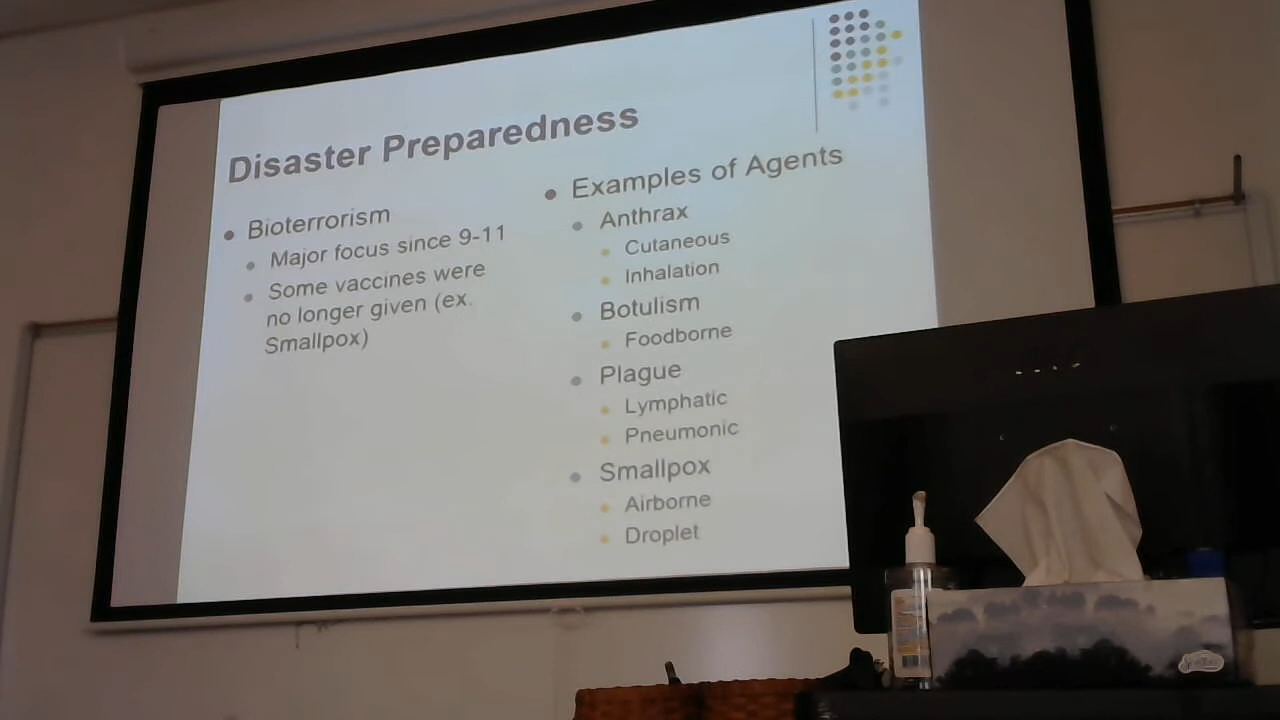 Disaster Preparedness
Bioterrorism
Major focus since 9-11
Some vaccines were
no longer given (ex.
Smallpox)
Examples of Agents
Anthrax
Cutaneous
Inhalation
Botulism
Foodborne
Plague
Lymphatic
Pneumonic
Smallpox
Airborne
Droplet